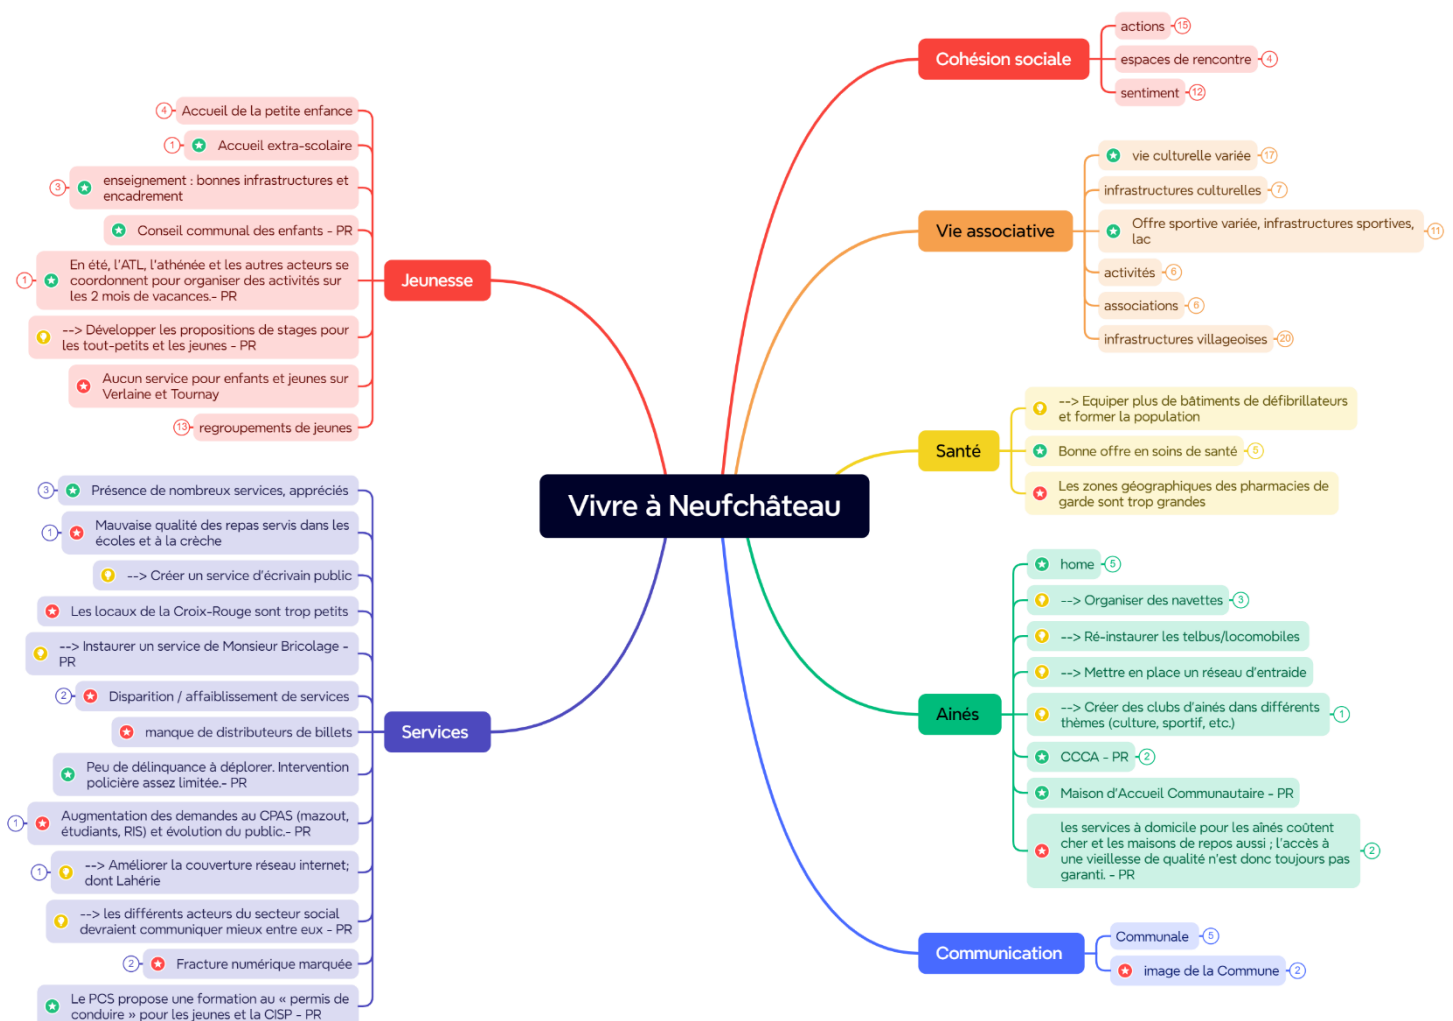 Vivre à Neufchâteau
Cohésion sociale
actions
15
espaces de rencontre
4
sentiment
12
Vie associative
vie culturelle variée
17
infrastructures culturelles
7
Offre sportive variée, infrastructures sportives,
lac
11
activités
6
associations
6
infrastructures villageoises
20
Santé
--> Equiper plus de bâtiments de défibrillateurs
et former la population
Bonne offre en soins de santé
5
Les zones géographiques des pharmacies de
garde sont trop grandes
Ainés
home
5
--> Organiser des navettes
3
--> Ré-instaurer les telbus/locomobiles
--> Mettre en place un réseau d'entraide
--> Créer des clubs d'ainés dans différents
thèmes (culture, sportif, etc.)
1
CCCA - PR
2
Maison d'Accueil Communautaire - PR
les services à domicile pour les aînés coûtent
cher et les maisons de repos aussi ; l'accès à
une vieillesse de qualité n'est donc toujours pas
garanti. - PR
2
Communication
Communale
5
image de la Commune
2
Jeunesse
4
Accueil de la petite enfance
1
Accueil extra-scolaire
3
enseignement : bonnes infrastructures et
encadrement
Conseil communal des enfants - PR
1
En été, l'ATL, l'athénée et les autres acteurs se
coordonnent pour organiser des activités sur
les 2 mois de vacances.- PR
--> Développer les propositions de stages pour
les tout-petits et les jeunes - PR
Aucun service pour enfants et jeunes sur
Verlaine et Tournay
13
regroupements de jeunes
Services
3
Présence de nombreux services, appréciés
1
Mauvaise qualité des repas servis dans les
écoles et à la crèche
--> Créer un service d'écrivain public
Les locaux de la Croix-Rouge sont trop petits
--> Instaurer un service de Monsieur Bricolage -
PR
2
Disparition / affaiblissement de services
manque de distributeurs de billets
Peu de délinquance à déplorer. Intervention
policière assez limitée.- PR
1
Augmentation des demandes au CPAS (mazout,
étudiants, RIS) et évolution du public.- PR
1
--> Améliorer la couverture réseau internet;
dont Lahérie
--> les différents acteurs du secteur social
devraient communiquer mieux entre eux - PR
2
Fracture numérique marquée
Le PCS propose une formation au « permis de
conduire » pour les jeunes et la CISP - PR